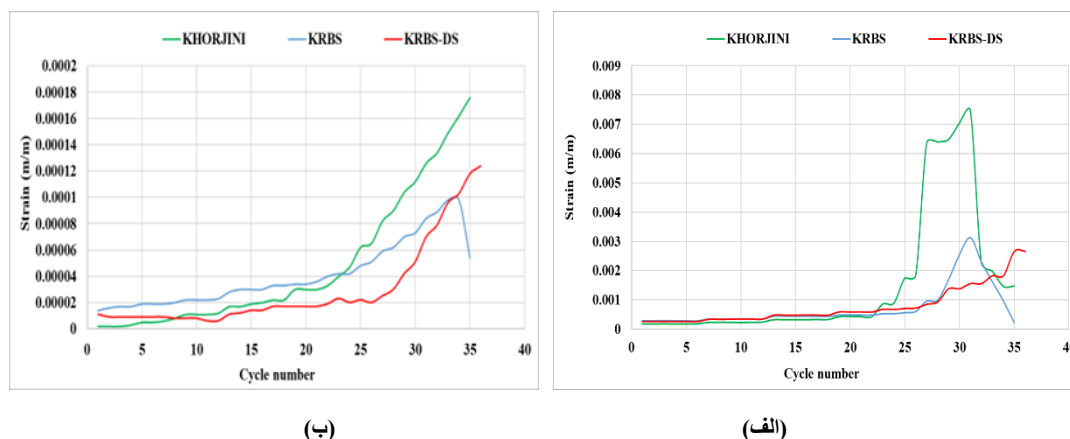 KHORJINI KRBS KRBS-DS
0.0002
0.00018
0.00016
0.00014
0.00012
0.0001
0.00008
0.00006
0.00004
0.00002
0
Strain (m/m)
0 5 10 15 20 25 30 35 40
Cycle number
(ب)
KHORJINI KRBS KRBS-DS
0.009
0.008
0.007
0.006
0.005
0.004
0.003
0.002
0.001
0
Strain (m/m)
0 5 10 15 20 25 30 35 40
Cycle number
(الف)